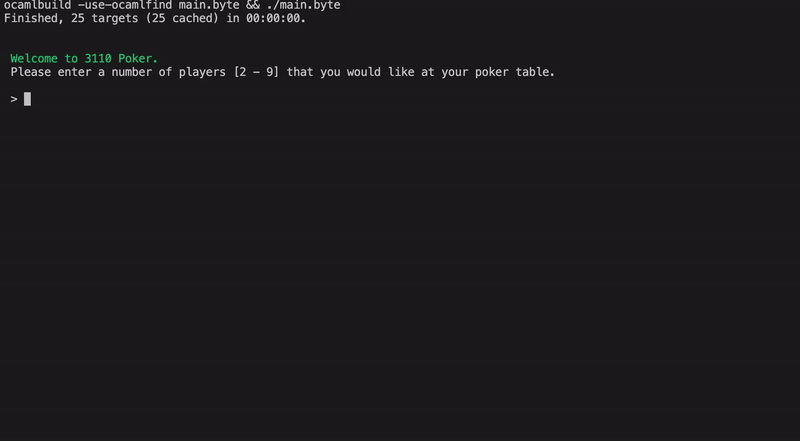 ocamlbuild -use-ocamlfind main.byte && ./main.byte
Finished, 25 targets (25 cached) in 00:00:00.
Welcome to 3110 Poker.
Please enter a number of players [2 - 9] that you would like at your poker table.
>